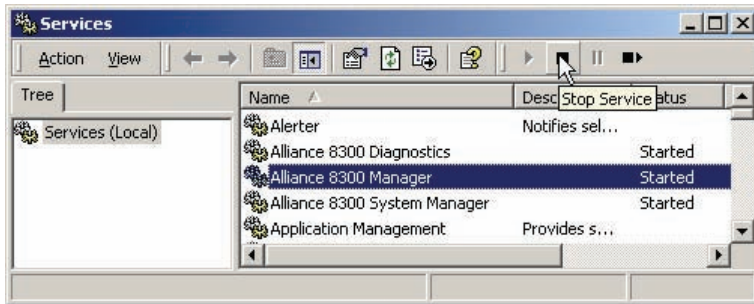 Services
Action View
Tree
Services (Local)
Name Desc Stop Service atus
Alerter Notifies sel...
Alliance 8300 Diagnostics Started
Alliance 8300 Manager Started
Alliance 8300 System Manager
Application Management Provides s...